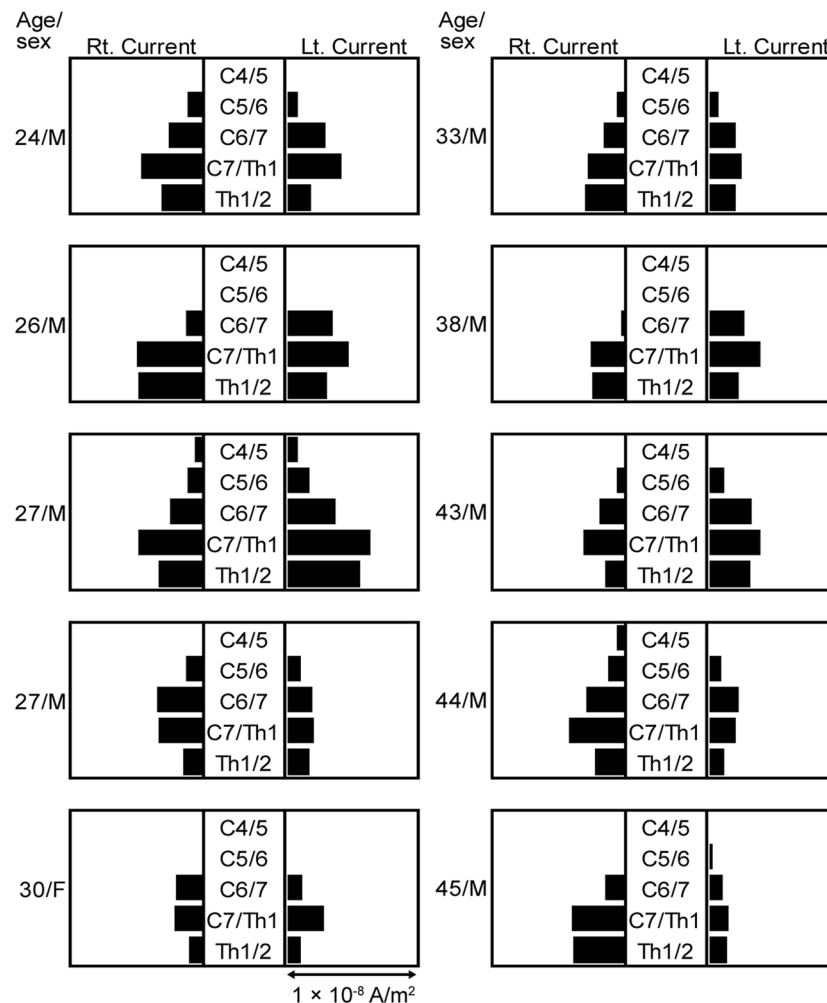 Age/
sex
Rt. Current
Lt. Current
24/M
C4/5
C5/6
C6/7
C7/Th1
Th1/2
26/M
C4/5
C5/6
C6/7
C7/Th1
Th1/2
27/M
C4/5
C5/6
C6/7
C7/Th1
Th1/2
27/M
C4/5
C5/6
C6/7
C7/Th1
Th1/2
30/F
C4/5
C5/6
C6/7
C7/Th1
Th1/2
1 × 10⁻⁸ A/m²
Age/
sex
Rt. Current
Lt. Current
33/M
C4/5
C5/6
C6/7
C7/Th1
Th1/2
38/M
C4/5
C5/6
C6/7
C7/Th1
Th1/2
43/M
C4/5
C5/6
C6/7
C7/Th1
Th1/2
44/M
C4/5
C5/6
C6/7
C7/Th1
Th1/2
45/M
C4/5
C5/6
C6/7
C7/Th1
Th1/2